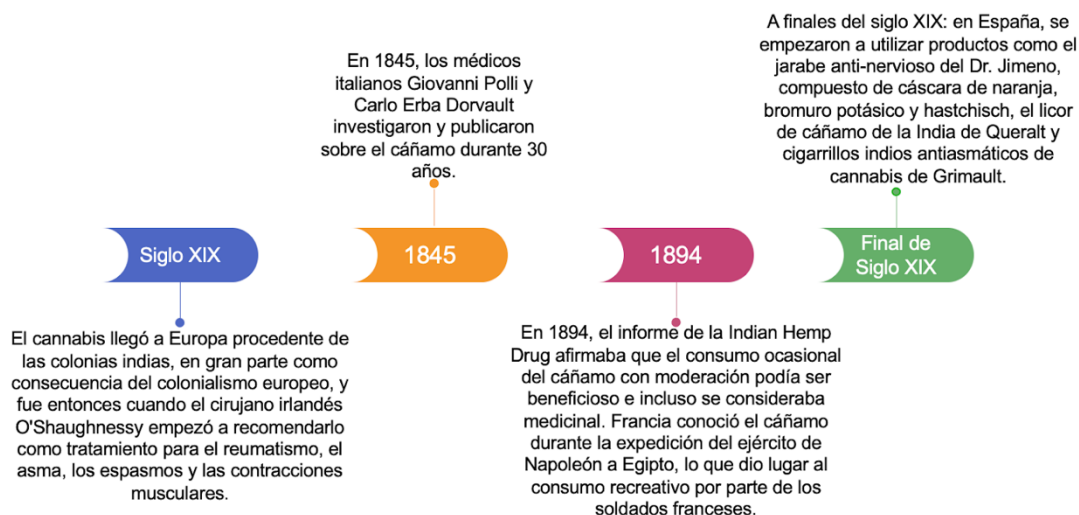 Siglo XIX
El cannabis llegó a Europa procedente de
las colonias indias, en gran parte como
consecuencia del colonialismo europeo, y
fue entonces cuando el cirujano irlandés
O'Shaughnessy empezó a recomendarlo
como tratamiento para el reumatismo, el
asma, los espasmos y las contracciones
musculares.
En 1845, los médicos
italianos Giovanni Polli y
Carlo Erba Dorvault
investigaron y publicaron
sobre el cáñamo durante 30
años.
1845
1894
En 1894, el informe de la Indian Hemp
Drug afirmaba que el consumo ocasional
del cáñamo con moderación podía ser
beneficioso e incluso se consideraba
medicinal. Francia conoció el cáñamo
durante la expedición del ejército de
Napoleón a Egipto, lo que dio lugar al
consumo recreativo por parte de los
soldados franceses.
A finales del siglo XIX: en España, se
empezaron a utilizar productos como el
jarabe anti-nervioso del Dr. Jimeno,
compuesto de cáscara de naranja,
bromuro potásico y hastchisch, el licor
de cáñamo de la India de Queralt y
cigarrillos indios antiasmáticos de
cannabis de Grimault.
Final de
Siglo XIX